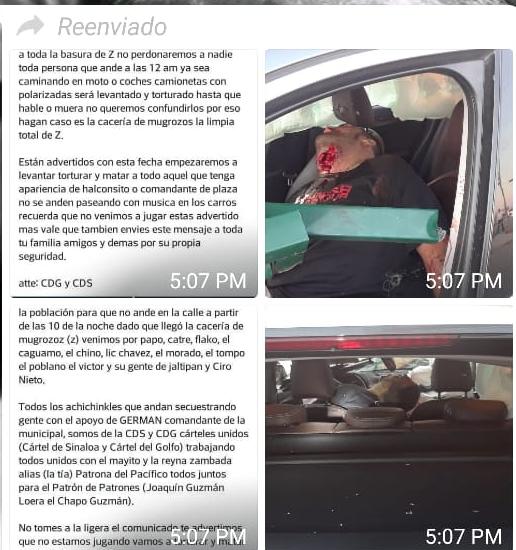 Reenviado
a toda la basura de Z no perdonaremos a nadie
toda persona que ande a las 12 am ya sea
caminando en moto o coches camionetas con
polarizadas será levantado y torturado hasta que
hable o muera no queremos confundirlos por eso
hagan caso es la cacería de mugrozos la limpia
total de Z.
Están advertidos con esta fecha empezaremos a
levantar torturar y matar a todo aquel que tenga
apariencia de halconsito o comandante de plaza
no se anden paseando con musica en los carros
recuerda que no venimos a jugar estas advertido
mas vale que tambien envies este mensaje a toda
tu familia amigos y demas por su propia
seguridad.
atte: CDG y CDS
5:07 PM
5:07 PM
la población para que no ande en la calle a partir
de las 10 de la noche dado que llegó la cacería de
mugrozoz (z) venimos por papo, catre, flako, el
caguamo, el chino, lic chavez, el morado, el tompo
el poblano el victor y su gente de jaltipan y Ciro
Nieto.
Todos los achichinkles que andan secuestrando
gente con el apoyo de GERMAN comandante de la
municipal, somos de la CDS y CDG cárteles unidos
(Cártel de Sinaloa y Cártel del Golfo) trabajando
todos unidos con el mayito y la reyna zambada
alias (la tía) Patrona del Pacífico todos juntos
para el Patrón de Patrones (Joaquín Guzmán
Loera el Chapo Guzmán).
No tomes a la ligera el comunicado te advertimos
que no estamos jugando vamos a
5:07 PM
5:07 PM